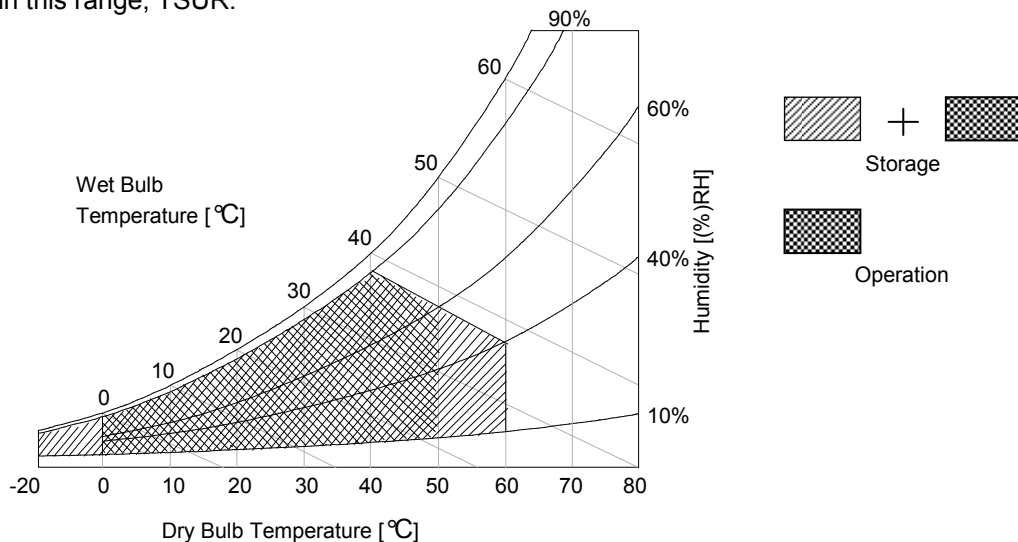 in this range, TSUR.
90%
60
60%
50
Wet Bulb
Temperature [℃]
+
Storage
40
40%
Humidity [(%)RH]
30
Operation
20
10
0
10%
-20 0 10 20 30 40 50 60 70 80
Dry Bulb Temperature [℃]